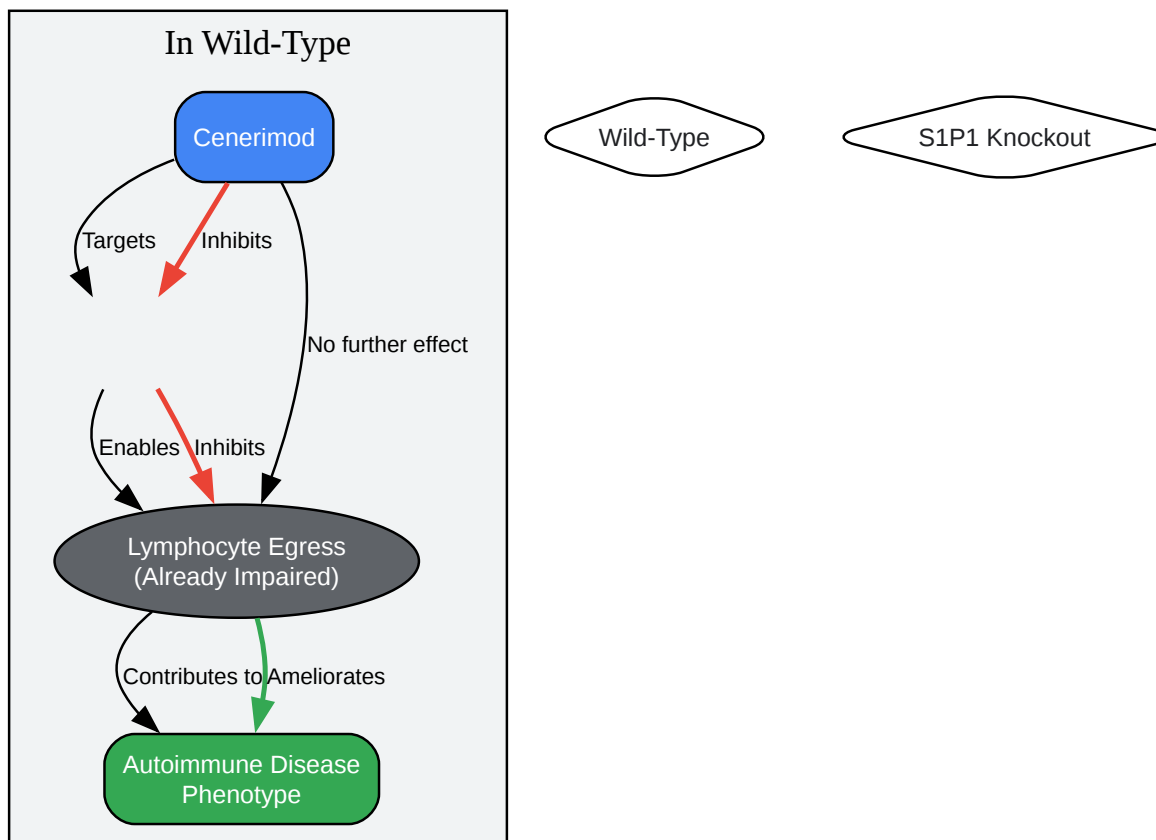 In Wild-Type
Cenerimod
Wild-Type
S1P1 Knockout
Targets
Inhibits
No further effect
Enables
Inhibits
Lymphocyte Egress
(Already Impaired)
Contributes to
Ameliorates
Autoimmune Disease
Phenotype